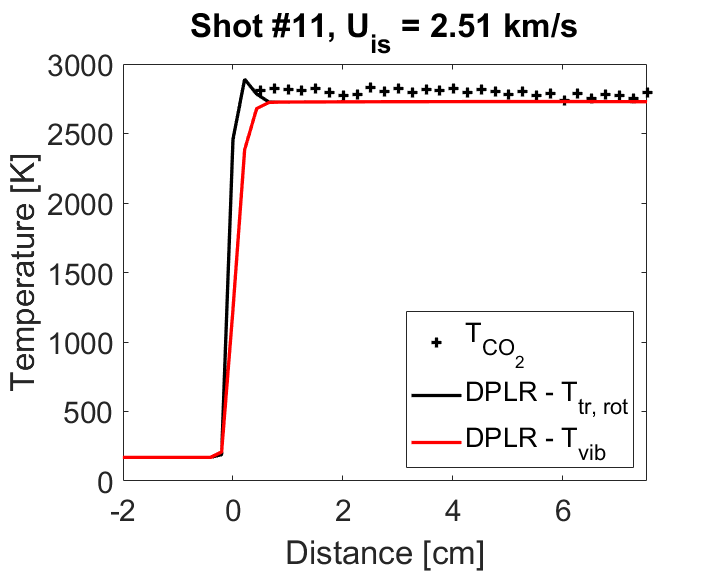 Shot #11, U_is = 2.51 km/s
Temperature [K]
3000
2500
2000
1500
1000
500
0
T_CO_2
DPLR - T_tr, rot
DPLR - T_vib
-2 0 2 4 6
Distance [cm]